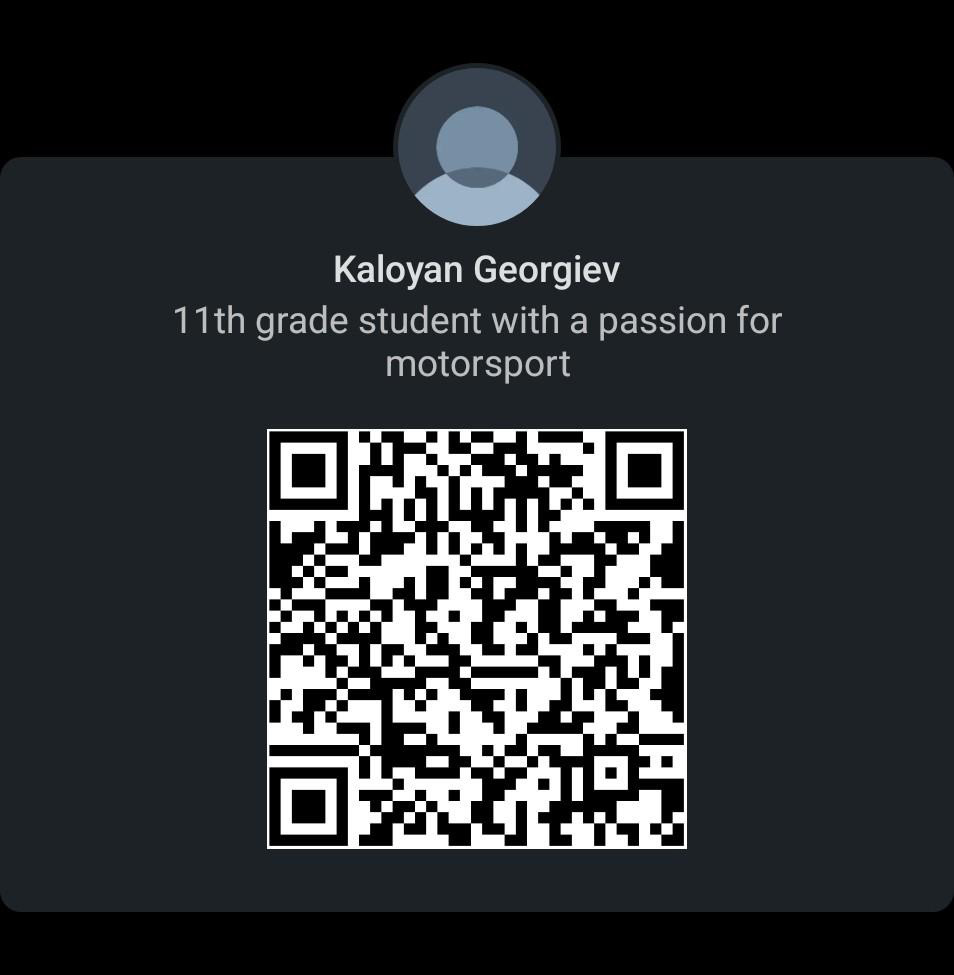 Kaloyan Georgiev
11th grade student with a passion for
motorsport